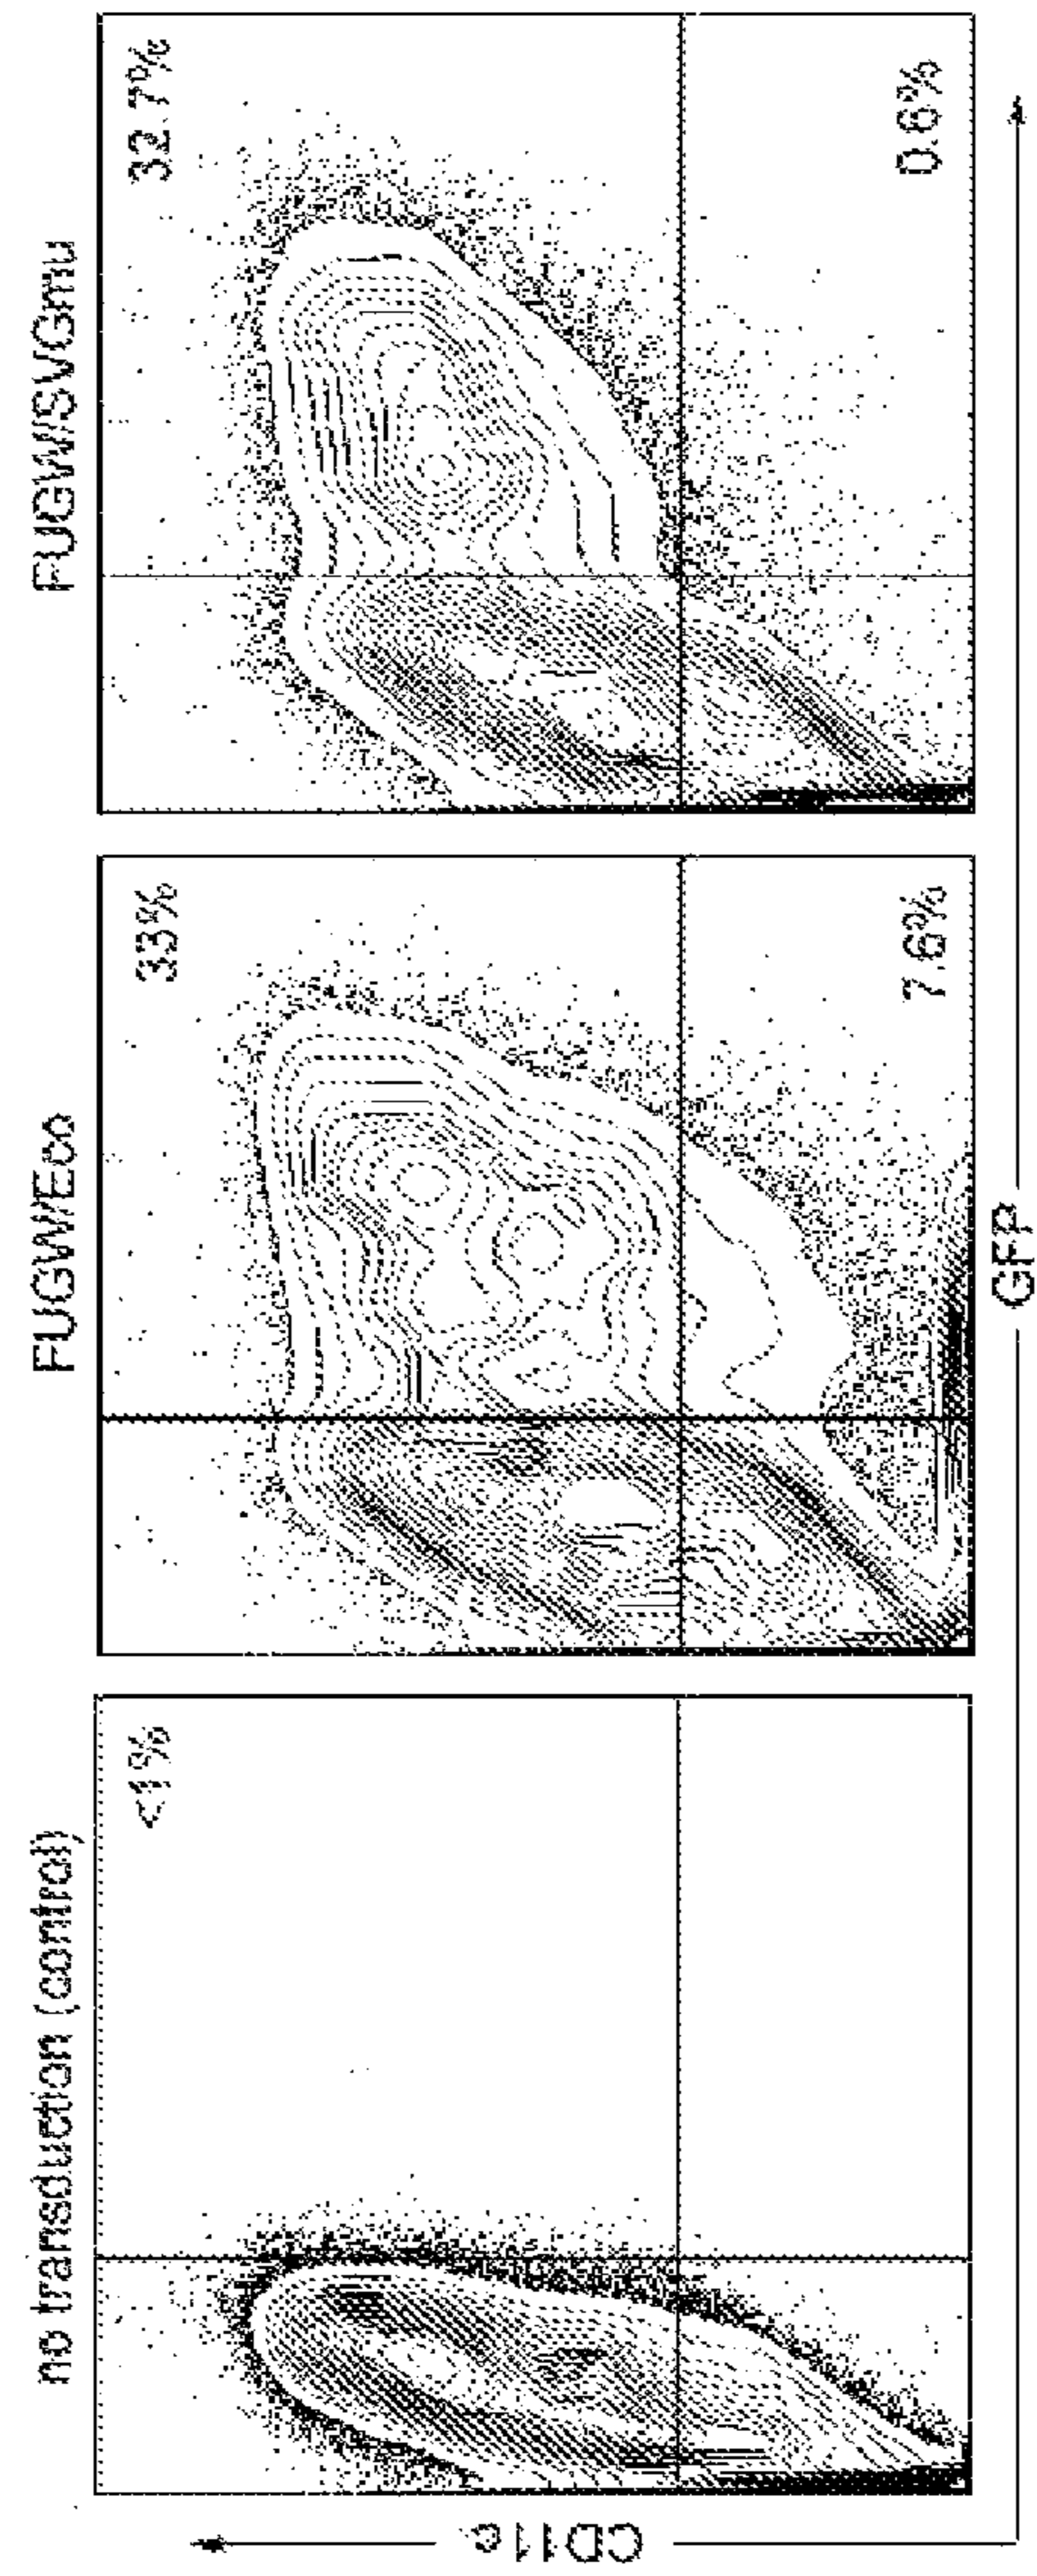 no transduction (control)
FUGW/Eco
FUGW/SVGmu
<1%
33%
32.7%
7.6%
0.6%
CD11c
GFP